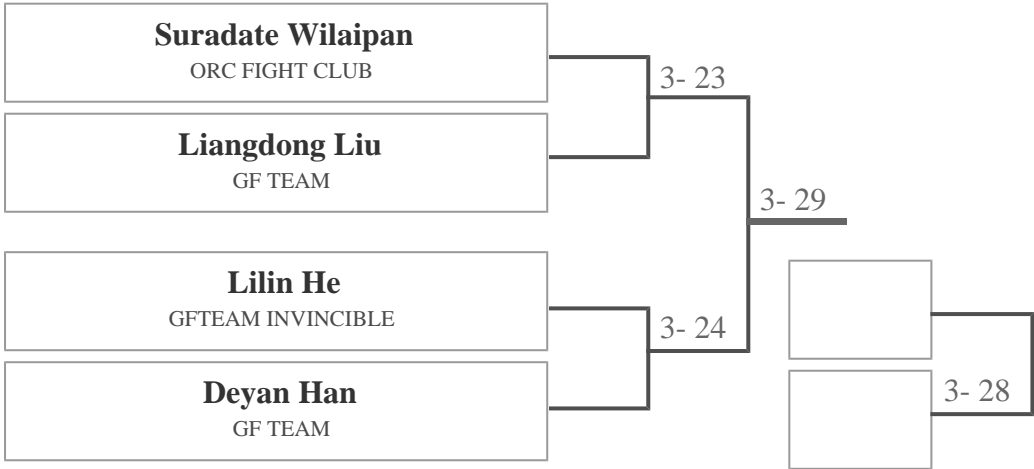 Suradate Wilaipan
ORC FIGHT CLUB
3- 23
Liangdong Liu
GF TEAM
3- 29
Lilin He
GFTEAM INVINCIBLE
3- 24
Deyan Han
GF TEAM
3- 28